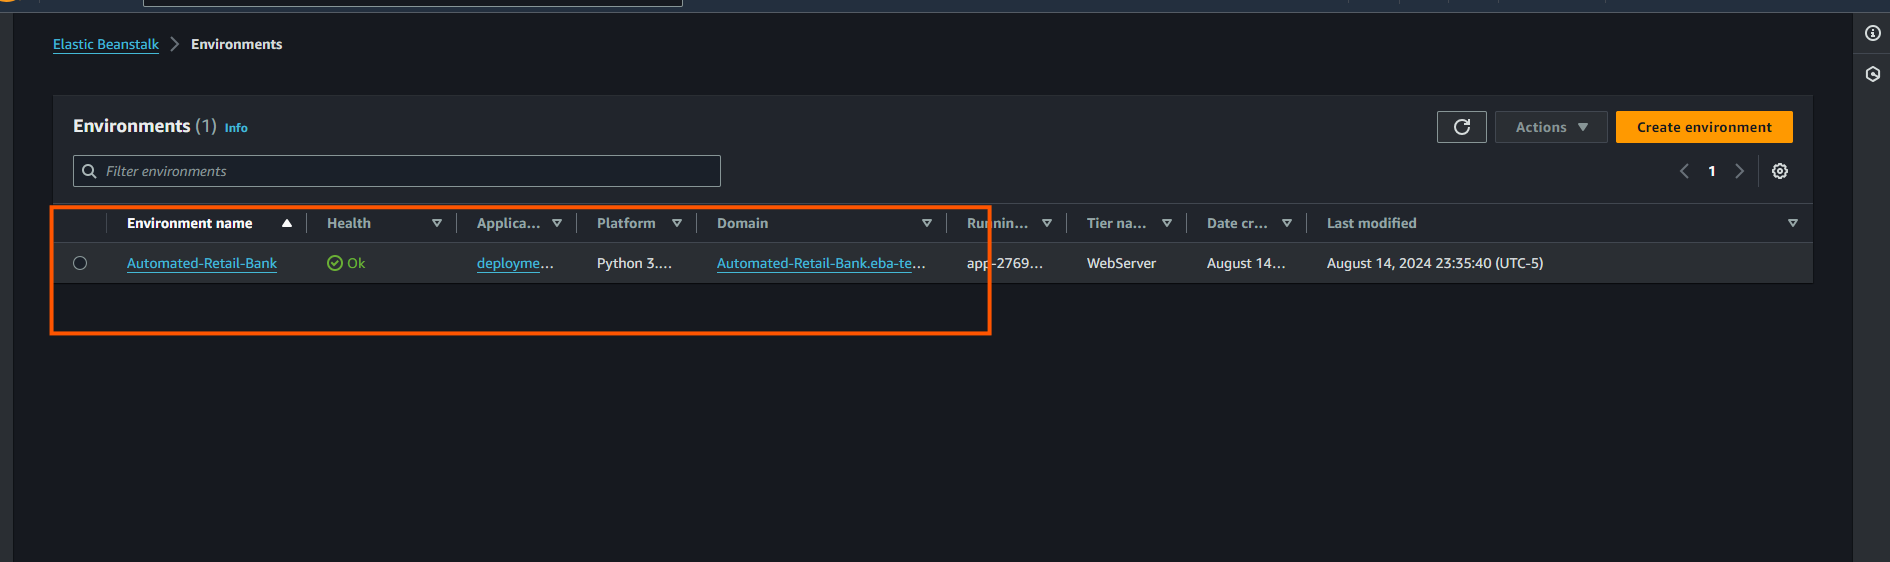 Elastic Beanstalk > Environments
Environments (1) Info
Actions
Create environment
Filter environments
1
Environment name Health Applica... Platform Domain Runnin... Tier na... Date cr... Last modified
Automated-Retail-Bank Ok deployme... Python 3.... Automated-Retail-Bank.eba-te... app-2769... WebServer August 14... August 14, 2024 23:35:40 (UTC-5)